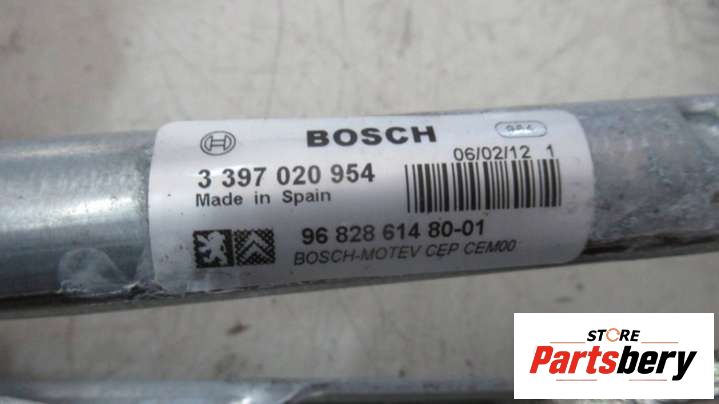 BOSCH
06/02/12 1
3 397 020 954
Made in Spain
96 828 614 80-01
BOSCH-MOTEV CEP CEM00
STORE
Partsbery